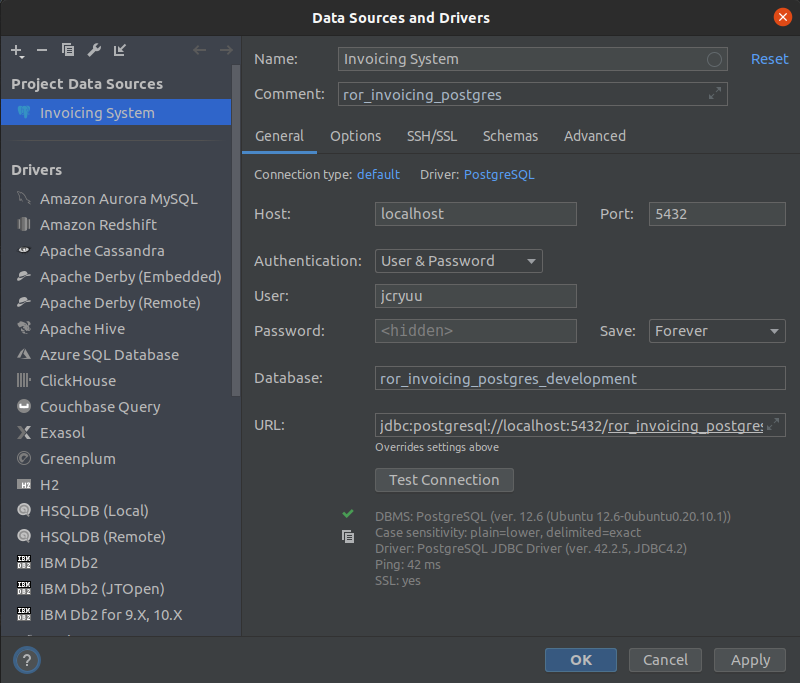 Data Sources and Drivers
Name: Invoicing System Reset
Comment: ror_invoicing_postgres
Project Data Sources
Invoicing System
Drivers
Amazon Aurora MySQL
Amazon Redshift
Apache Cassandra
Apache Derby (Embedded)
Apache Derby (Remote)
Apache Hive
Azure SQL Database
ClickHouse
Couchbase Query
Exasol
Greenplum
H2
HSQLDB (Local)
HSQLDB (Remote)
IBM Db2
IBM Db2 (JTOpen)
IBM Db2 for 9.X, 10.X
General Options SSH/SSL Schemas Advanced
Connection type: default Driver: PostgreSQL
Host: localhost Port: 5432
Authentication: User & Password
User: jcryuu
Password: <hidden> Save: Forever
Database: ror_invoicing_postgres_development
URL: jdbc:postgresql://localhost:5432/ror_invoicing_postgres
Overrides settings above
Test Connection
DBMS: PostgreSQL (ver. 12.6 (Ubuntu 12.6-0ubuntu0.20.10.1))
Case sensitivity: plain=lower, delimited=exact
Driver: PostgreSQL JDBC Driver (ver. 42.2.5, JDBC4.2)
Ping: 42 ms
SSL: yes
? OK Cancel Apply